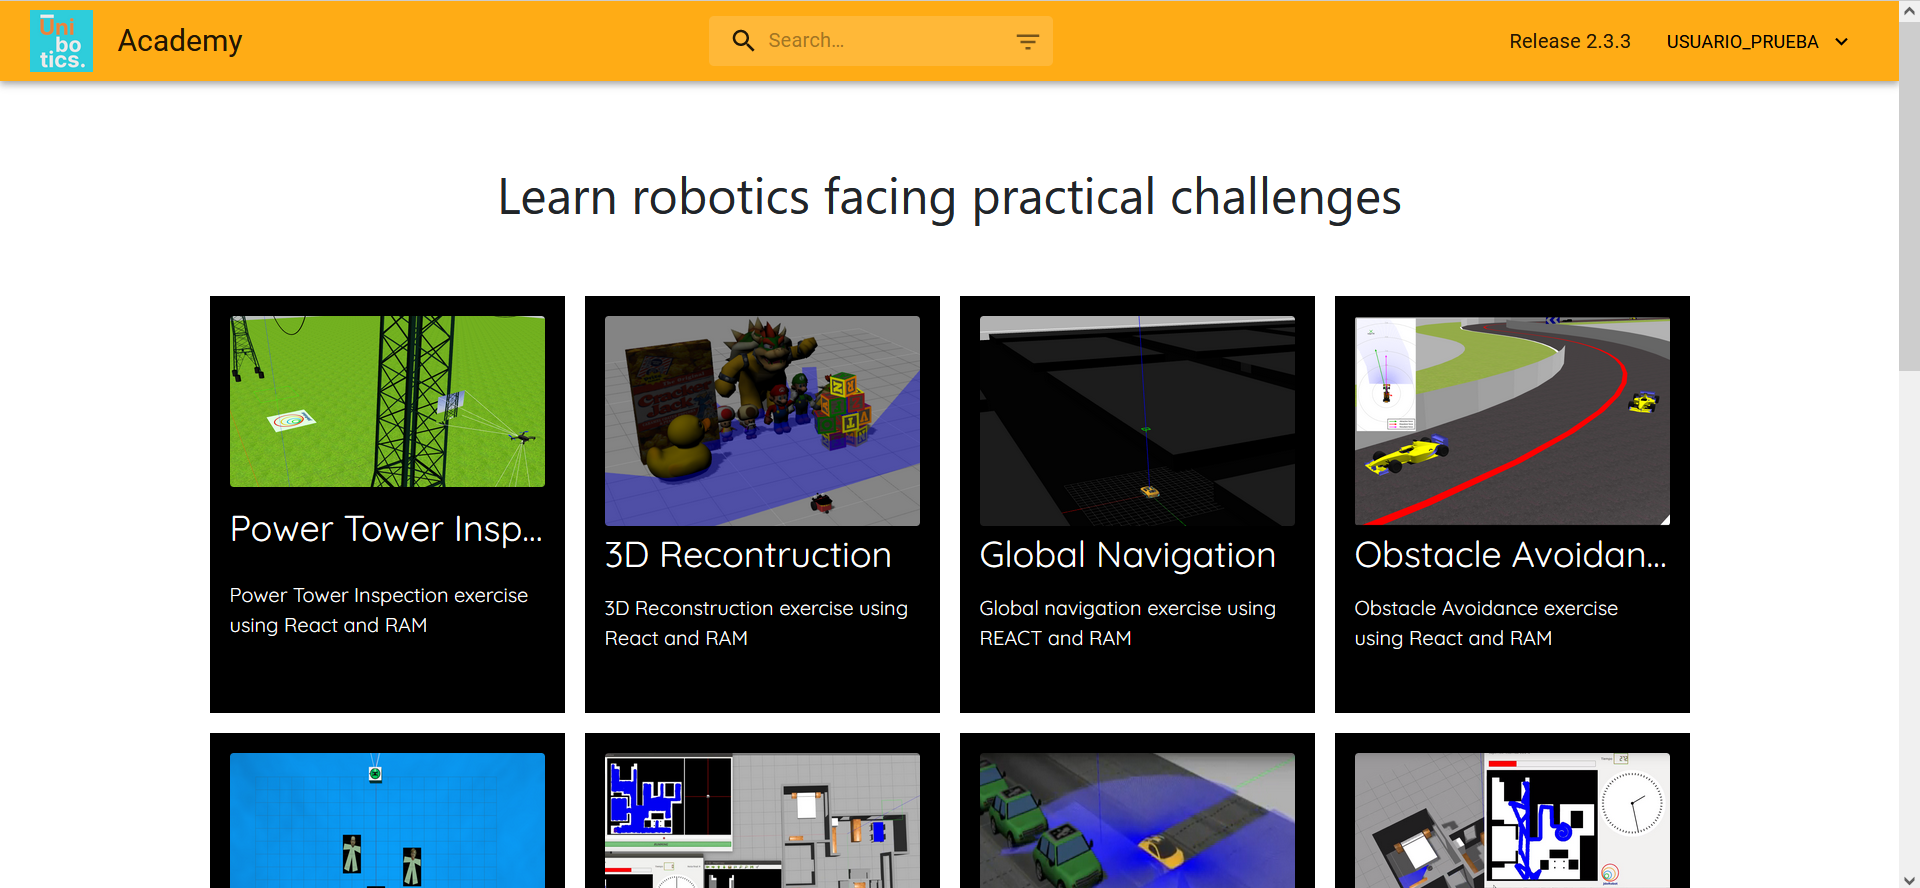 Uni
bo
tics.
Academy
Search...
Release 2.3.3
USUARIO_PRUEBA
Learn robotics facing practical challenges
Power Tower Insp...
Power Tower Inspection exercise
using React and RAM
3D Recontruction
3D Reconstruction exercise using
React and RAM
Global Navigation
Global navigation exercise using
REACT and RAM
Obstacle Avoidan...
Obstacle Avoidance exercise
using React and RAM